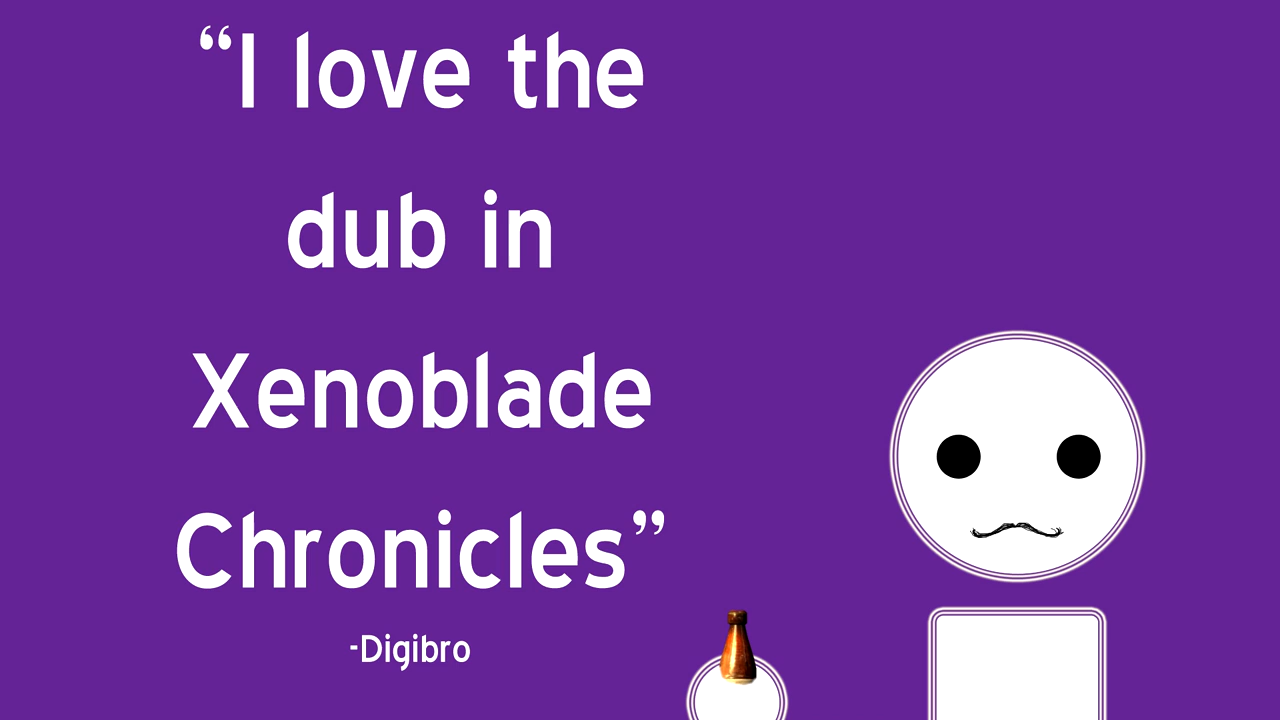 “I love the
dub in
Xenoblade
Chronicles”
-Digibro